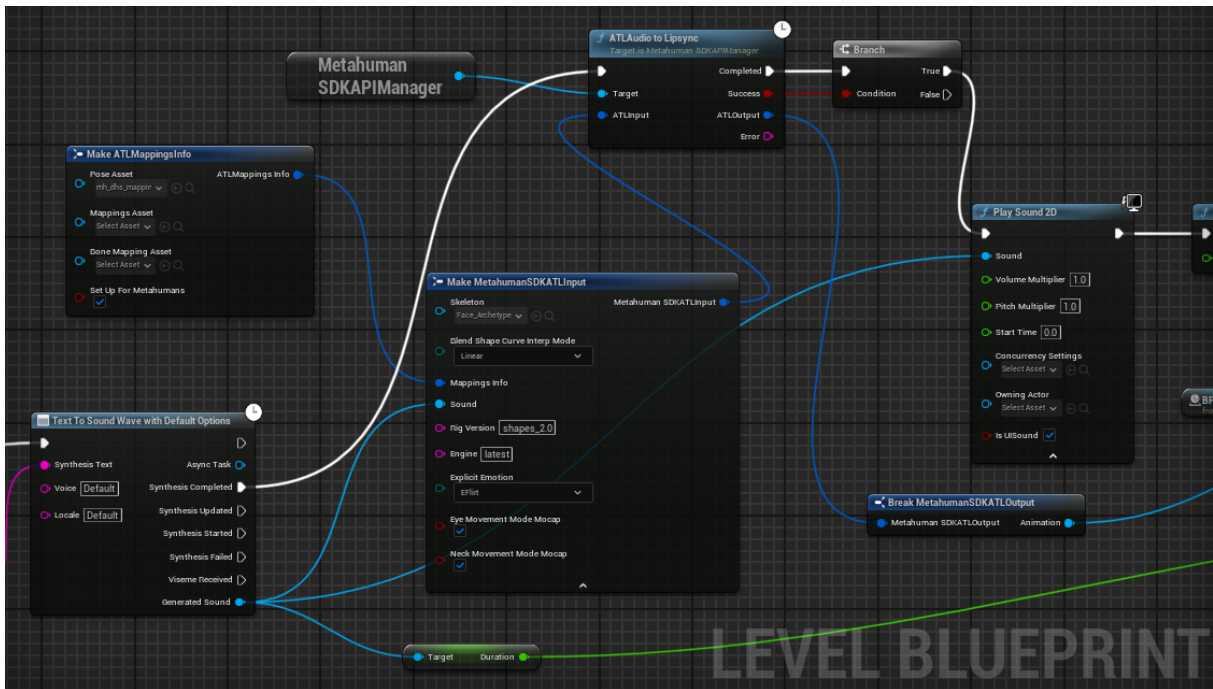 Metahuman
SDKAPIManager
ATLAudio to Lipsync
Target is Metahuman SDKAPIManager
Completed
Target
Success
ATLInput
ATLOutput
Error
Branch
True
Condition
False
Make ATLMappingsInfo
Pose Asset
ATLMappings Info
mh_dhs_mappin
Mappings Asset
Select Asset
Bone Mapping Asset
Select Asset
Set Up For Metahumans
Play Sound 2D
Sound
Volume Multiplier 1.0
Pitch Multiplier 1.0
Start Time 0.0
Concurrency Settings
Select Asset
Owning Actor
Select Asset
Is UISound
Make MetahumanSDKATLInput
Skeleton
Metahuman SDKATLInput
Face_Archetype
Blend Shape Curve Interp Mode
Linear
Mappings Info
Sound
Rig Version shapes_2.0
Engine latest
Explicit Emotion
EFlirt
Eye Movement Mode Mocap
Neck Movement Mode Mocap
Text To Sound Wave with Default Options
Synthesis Text
Async Task
Voice Default
Synthesis Completed
Locale Default
Synthesis Updated
Synthesis Started
Synthesis Failed
Viseme Received
Generated Sound
Break MetahumanSDKATLOutput
Metahuman SDKATLOutput
Animation
Target
Duration
LEVEL BLUEPRINT